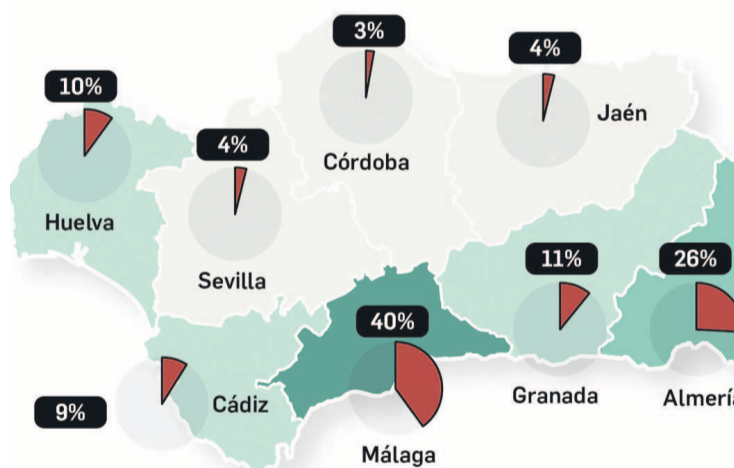 3%
4%
Jaén
10%
4%
Córdoba
Huelva
Sevilla
11%
26%
40%
9%
Cádiz
Granada
Almería
Málaga